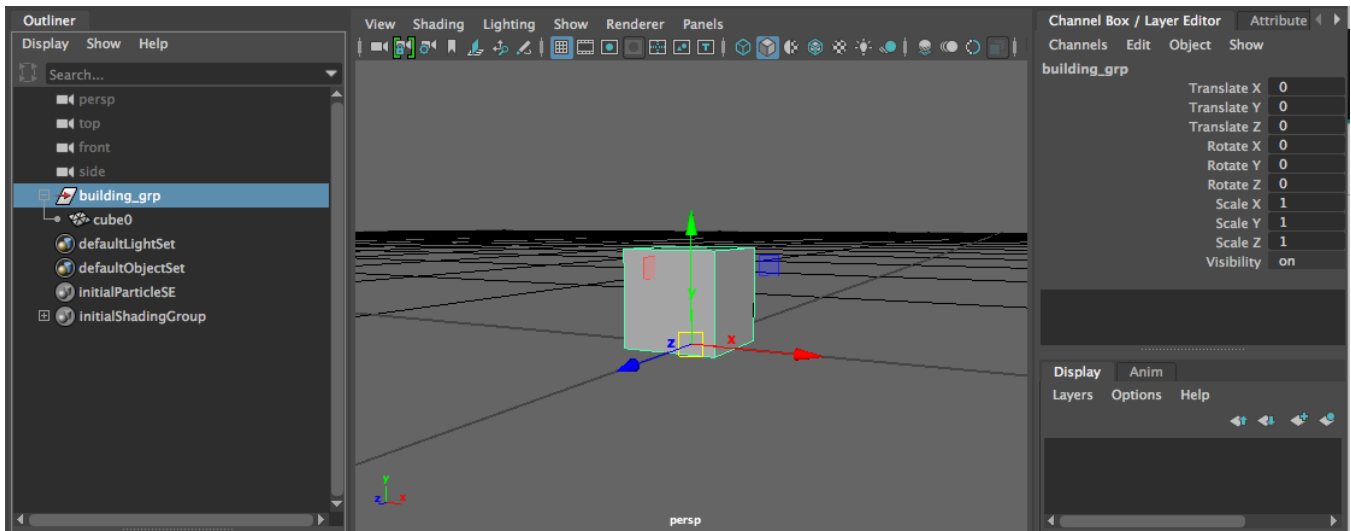 Outliner
Display Show Help
Search...
persp
top
front
side
building_grp
cube0
defaultLightSet
defaultObjectSet
initialParticleSE
initialShadingGroup
View Shading Lighting Show Renderer Panels
y
z x
y
z x
persp
Channel Box / Layer Editor Attribute
Channels Edit Object Show
building_grp
Translate X 0
Translate Y 0
Translate Z 0
Rotate X 0
Rotate Y 0
Rotate Z 0
Scale X 1
Scale Y 1
Scale Z 1
Visibility on
Display Anim
Layers Options Help